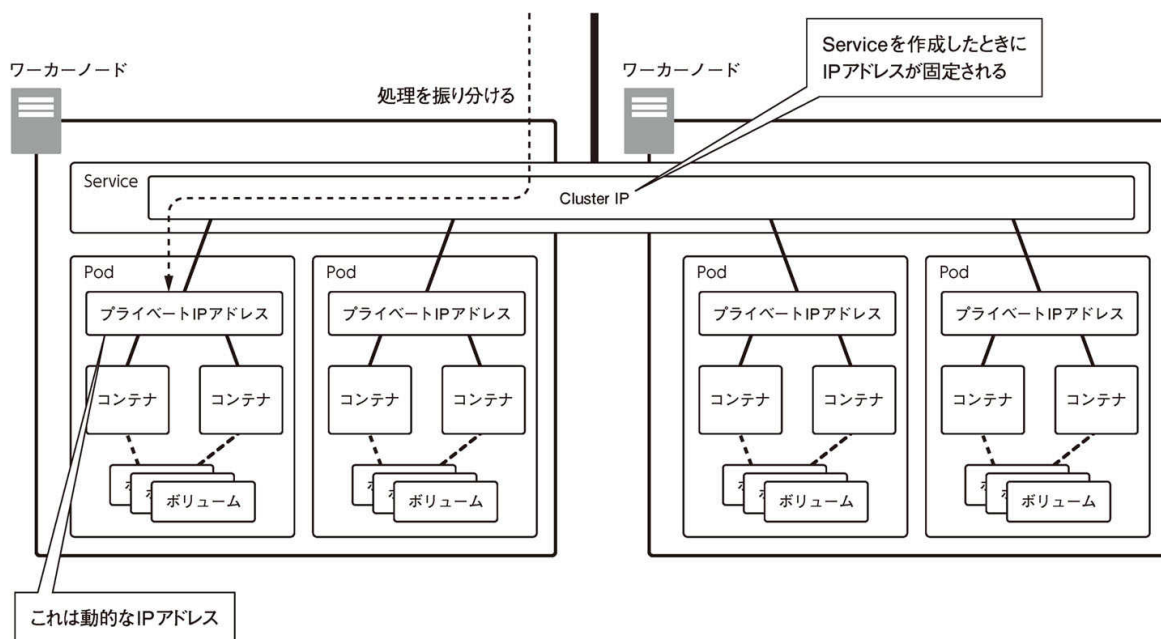 Serviceを作成したときに
IPアドレスが固定される
ワーカーノード
ワーカーノード
処理を振り分ける
Service
Cluster IP
Pod
Pod
Pod
Pod
プライベートIPアドレス
プライベートIPアドレス
プライベートIPアドレス
プライベートIPアドレス
コンテナ
コンテナ
コンテナ
コンテナ
コンテナ
コンテナ
コンテナ
コンテナ
ボリューム
ボリューム
ボリューム
ボリューム
これは動的なIPアドレス